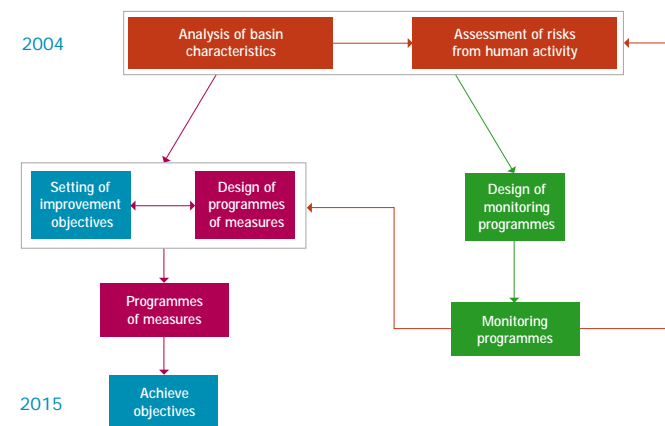 2004
Analysis of basin
characteristics
Assessment of risks
from human activity
Setting of
improvement
objectives
Design of
programmes
of measures
Design of
monitoring
programmes
Programmes
of measures
Monitoring
programmes
2015
Achieve
objectives